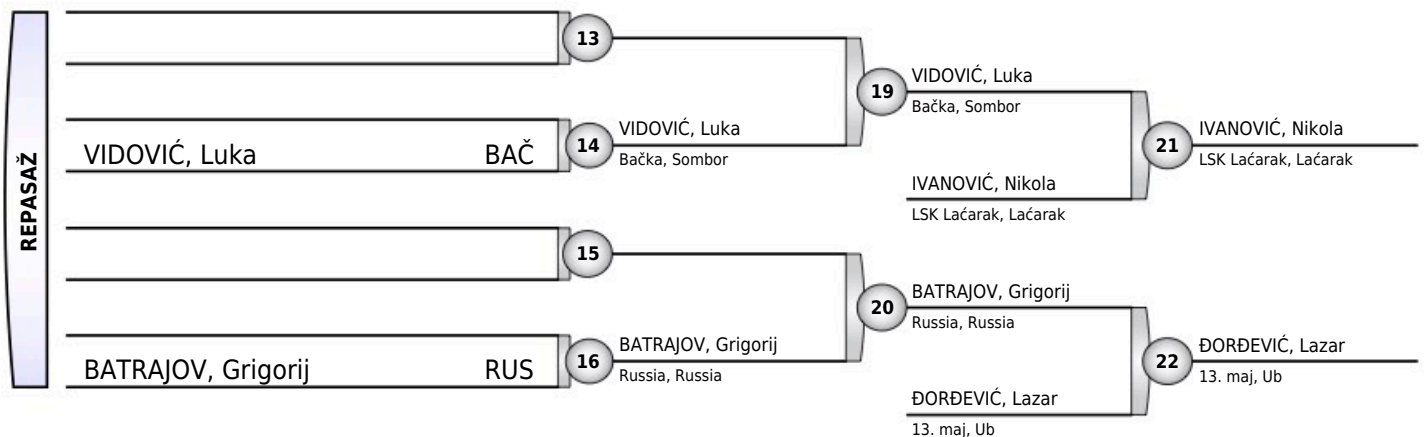 REPASAŽ
13
VIDOVIĆ, Luka BAČ
14
VIDOVIĆ, Luka
Bačka, Sombor
19
VIDOVIĆ, Luka
Bačka, Sombor
IVANOVIĆ, Nikola
LSK Laćarak, Laćarak
21
IVANOVIĆ, Nikola
LSK Laćarak, Laćarak
15
BATRAJOV, Grigorij RUS
16
BATRAJOV, Grigorij
Russia, Russia
20
BATRAJOV, Grigorij
Russia, Russia
ĐORĐEVIĆ, Lazar
13. maj, Ub
22
ĐORĐEVIĆ, Lazar
13. maj, Ub